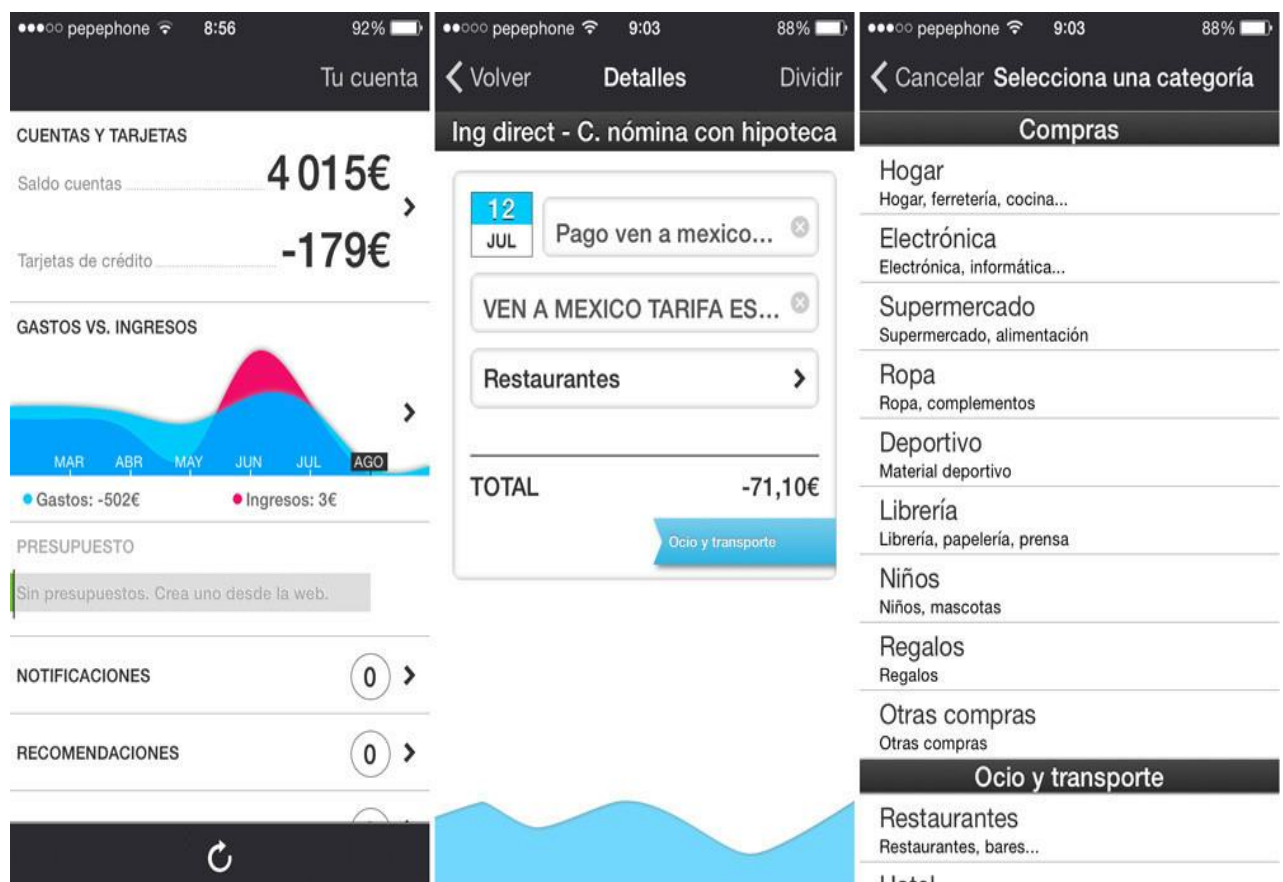 pepephone 8:56 92%
Tu cuenta
CUENTAS Y TARJETAS
Saldo cuentas 4 015€
Tarjetas de crédito -179€
GASTOS VS. INGRESOS
MAR ABR MAY JUN JUL AGO
Gastos: -502€ Ingresos: 3€
PRESUPUESTO
Sin presupuestos. Crea uno desde la web.
NOTIFICACIONES 0
RECOMENDACIONES 0
pepephone 9:03 88%
Volver Detalles Dividir
Ing direct - C. nómina con hipoteca
12
JUL
Pago ven a mexico...
VEN A MEXICO TARIFA ES...
Restaurantes
TOTAL -71,10€
Ocio y transporte
pepephone 9:03 88%
Cancelar Selecciona una categoría
Compras
Hogar
Hogar, ferretería, cocina...
Electrónica
Electrónica, informática...
Supermercado
Supermercado, alimentación
Ropa
Ropa, complementos
Deportivo
Material deportivo
Librería
Librería, papelería, prensa
Niños
Niños, mascotas
Regalos
Regalos
Otras compras
Otras compras
Ocio y transporte
Restaurantes
Restaurantes, bares...